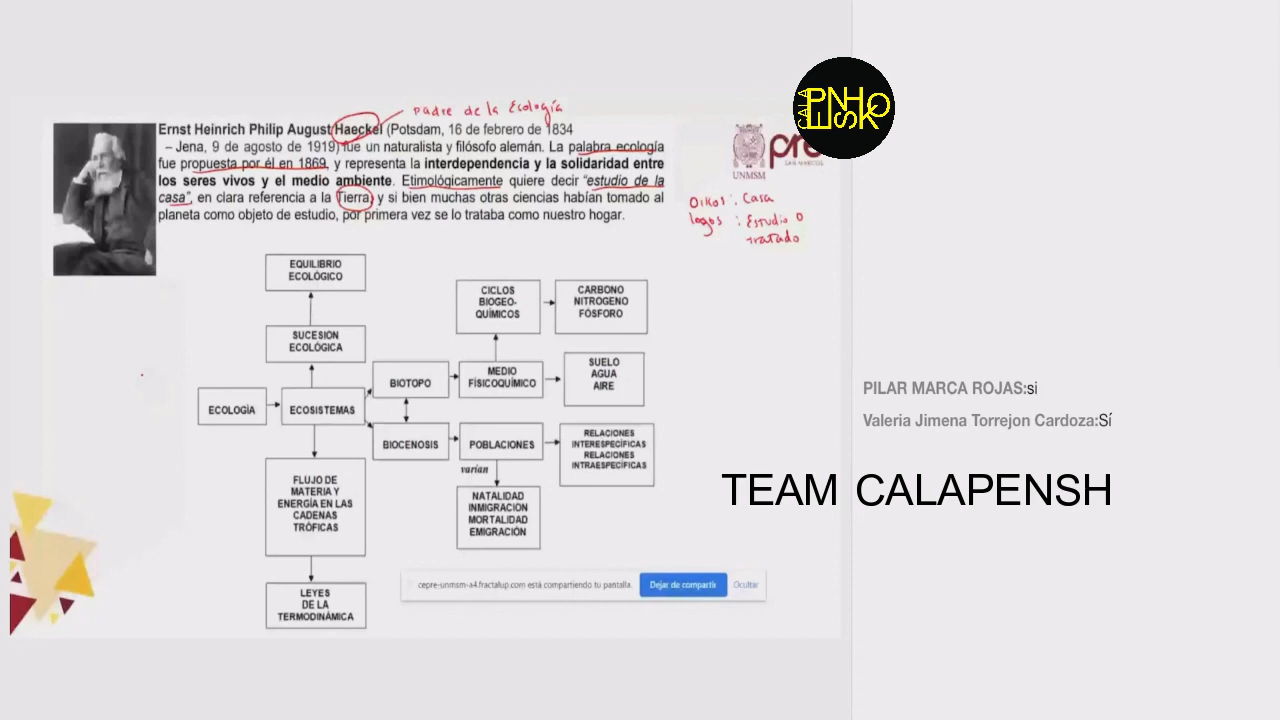 padre de la Ecología
Ernst Heinrich Philip August Haeckel (Potsdam, 16 de febrero de 1834
– Jena, 9 de agosto de 1919) fue un naturalista y filósofo alemán. La palabra ecología
fue propuesta por él en 1869, y representa la interdependencia y la solidaridad entre
los seres vivos y el medio ambiente. Etimológicamente quiere decir “estudio de la
casa”, en clara referencia a la Tierra, y si bien muchas otras ciencias habían tomado al
planeta como objeto de estudio, por primera vez se lo trataba como nuestro hogar.
UNMSM
pre
SAN MARCOS
CALA
PENSH
Oikos: Casa
logos: Estudio o
tratado
EQUILIBRIO
ECOLÓGICO
SUCESIÓN
ECOLÓGICA
ECOLOGÍA
ECOSISTEMAS
BIOTOPO
BIOCENOSIS
CICLOS
BIOGEO-
QUÍMICOS
CARBONO
NITROGENO
FÓSFORO
MEDIO
FÍSICOQUÍMICO
SUELO
AGUA
AIRE
POBLACIONES
RELACIONES
INTERESPECÍFICAS
RELACIONES
INTRAESPECÍFICAS
varían
NATALIDAD
INMIGRACION
MORTALIDAD
EMIGRACIÓN
FLUJO DE
MATERIA Y
ENERGÍA EN LAS
CADENAS
TRÓFICAS
LEYES
DE LA
TERMODINÁMICA
cepre-unmsm-a4.fractalup.com está compartiendo tu pantalla.
Dejar de compartir
Ocultar
PILAR MARCA ROJAS:si
Valeria Jimena Torrejon Cardoza:Sí
TEAM CALAPENSH